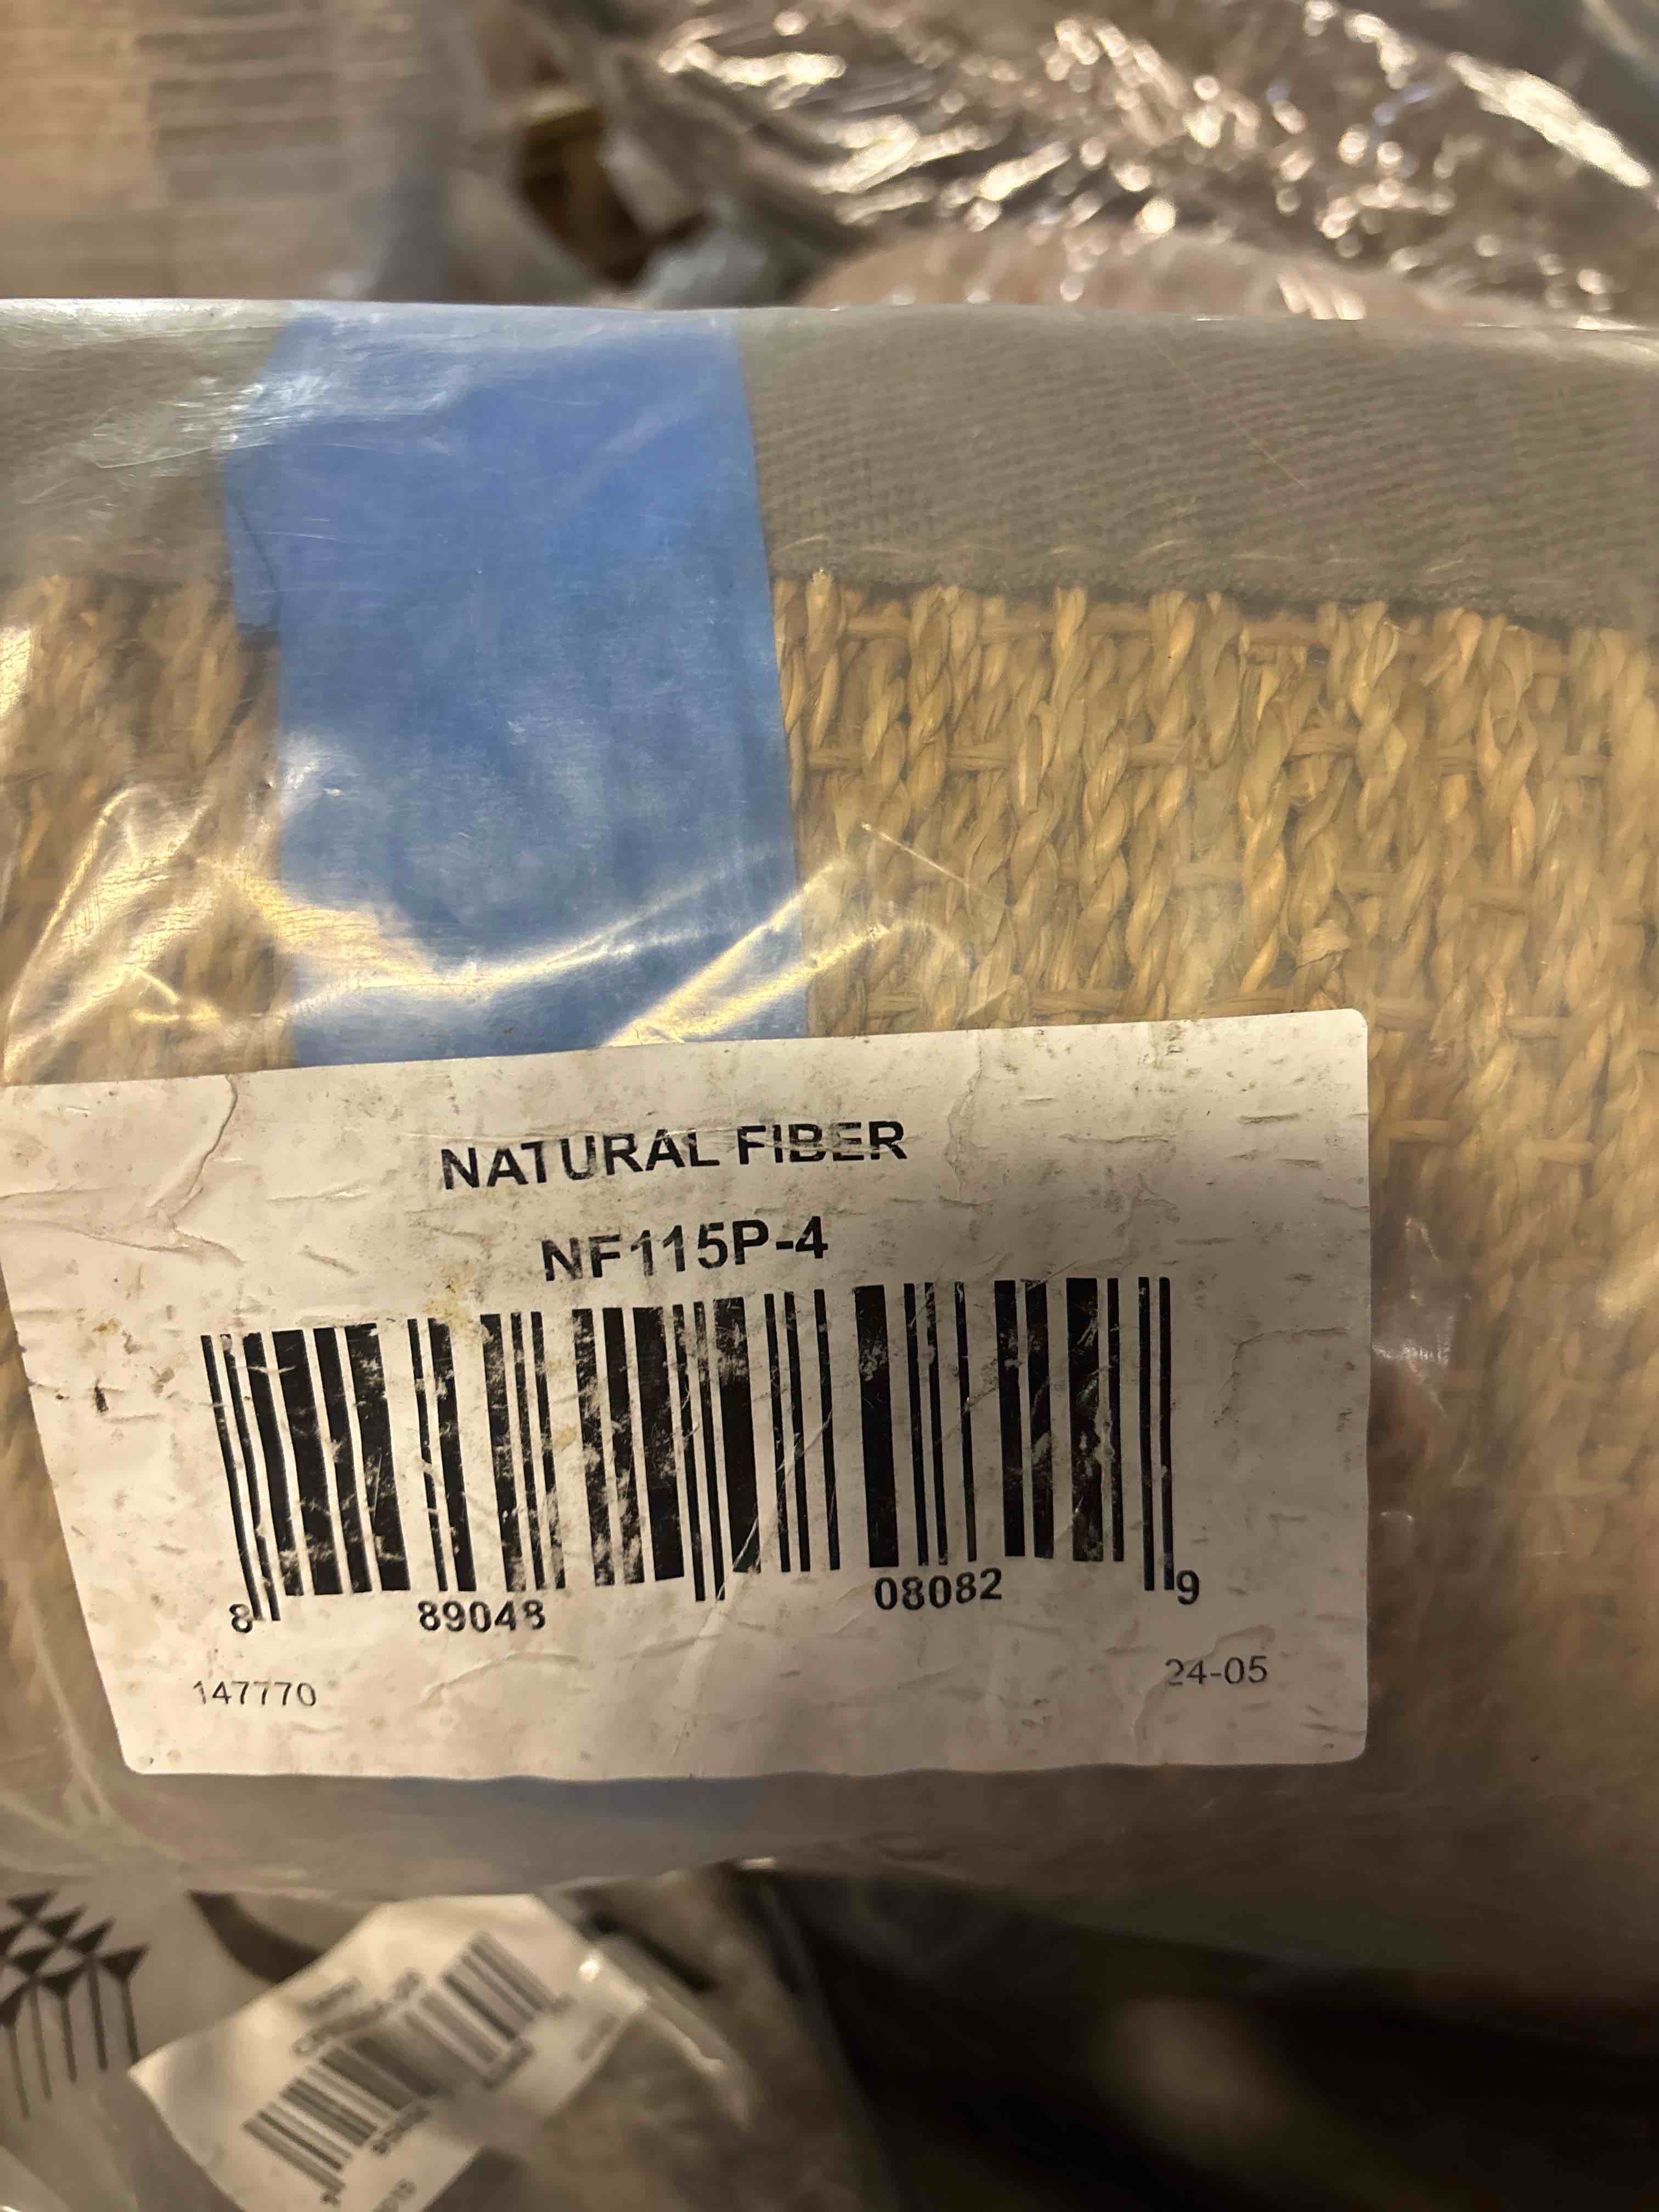 NATURAL FIBER
NF115P-4
8 89048 08082 9
147770 24-05